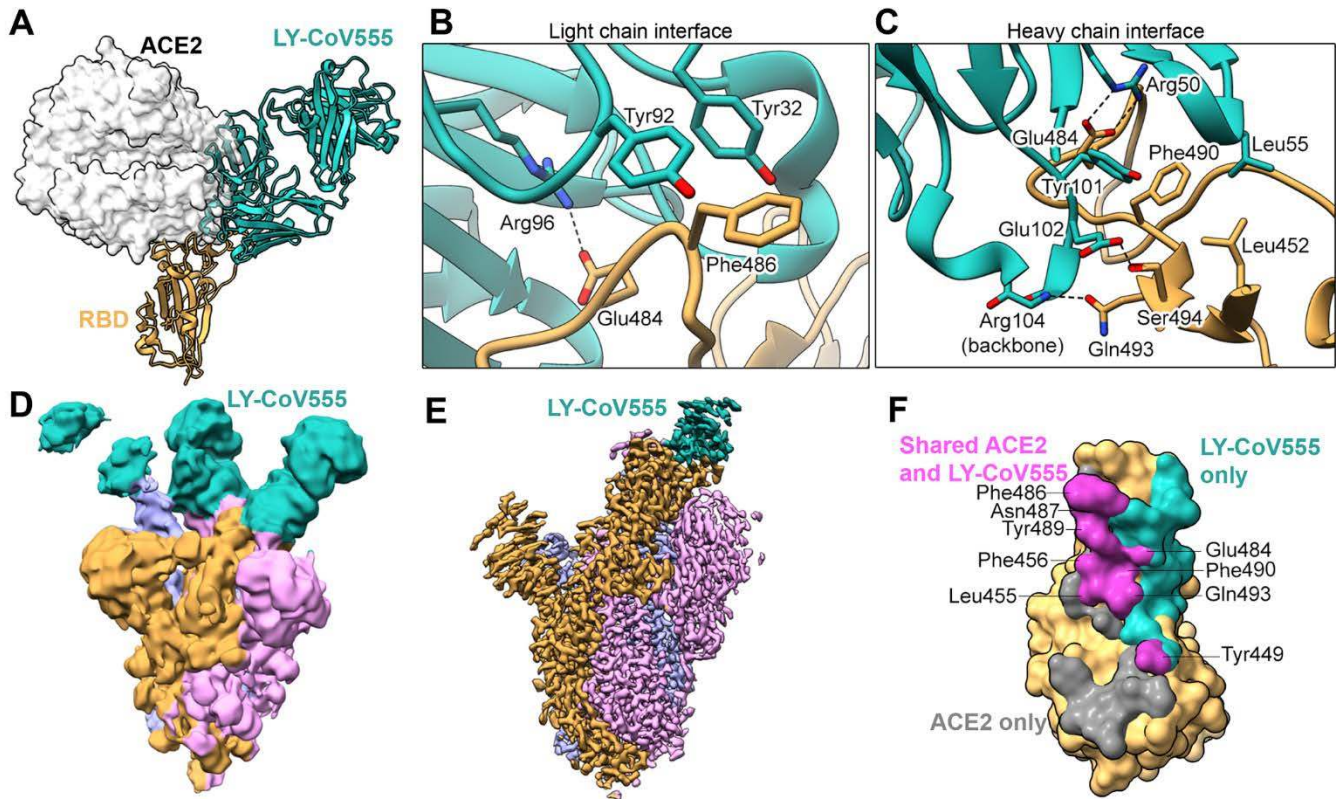 A
ACE2
LY-CoV555
RBD
B
Light chain interface
Tyr92
Tyr32
Arg96
Phe486
Glu484
C
Heavy chain interface
Arg50
Glu484
Leu55
Phe490
Tyr101
Glu102
Leu452
Arg104
(backbone)
Ser494
Gln493
D
LY-CoV555
E
LY-CoV555
F
Shared ACE2
and LY-CoV555
LY-CoV555
only
Phe486
Asn487
Tyr489
Phe456
Leu455
Glu484
Phe490
Gln493
Tyr449
ACE2 only